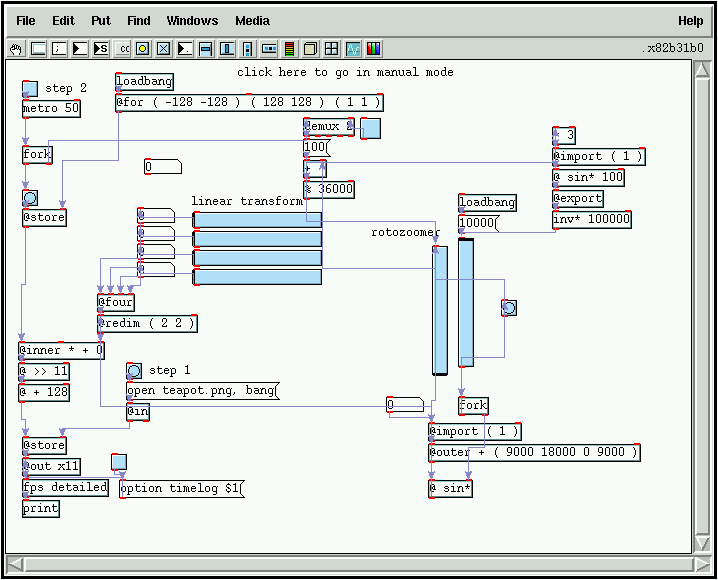 File Edit Put Find Windows Media Help
.x82b31b0
click here to go in manual mode
step 2
loadbang
metro 50
@for ( -128 -128 ) ( 128 128 ) ( 1 1 )
demux 2
3
fork
100
@import ( 1 )
0
+
@ sin* 100
% 36000
@store
linear transform
loadbang
@export
10000
inv* 100000
rotozoomer
@four
@redim ( 2 2 )
@inner * + 0
@ >> 11
step 1
@ + 128
open teapot.png, bang
@in
0
fork
@import ( 1 )
@store
@outer + ( 9000 18000 0 9000 )
@out x11
fps detailed
option timelog $1
@ sin*
print